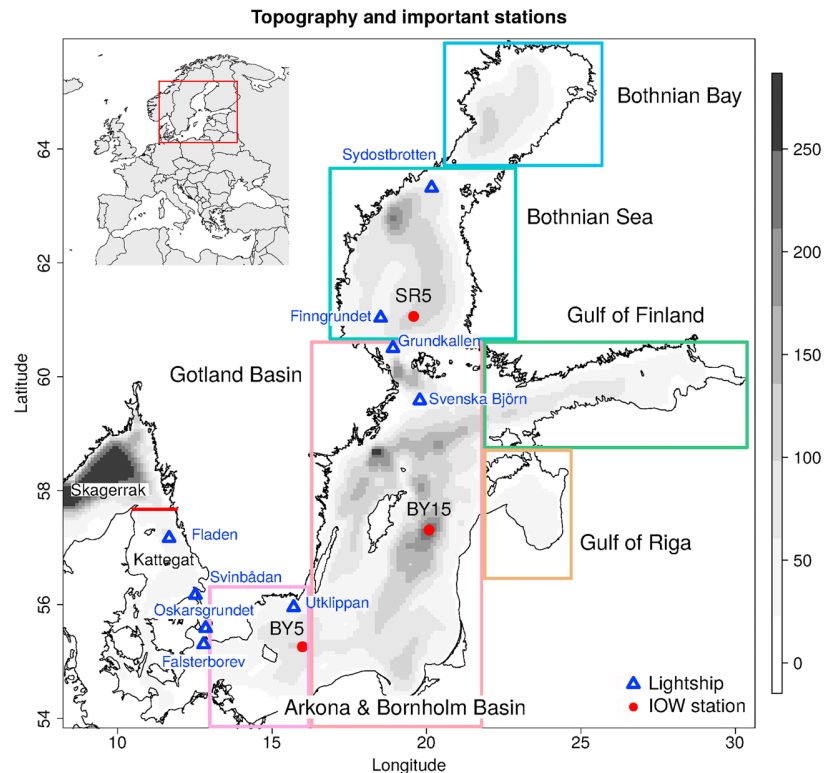 Topography and important stations
Bothnian Bay
Sydostbrotten
Bothnian Sea
SR5
Finngrundet
Gulf of Finland
Grundkallen
Gotland Basin
Svenska Björn
Skagerrak
BY15
Fladen
Gulf of Riga
Kattegat
Svinbådan
Oskarsgrundet
Utklippan
BY5
Falsterborev
Arkona & Bornholm Basin
Lightship
IOW station
Latitude
54
56
58
60
62
64
10
15
20
25
30
Longitude
250
200
150
100
50
0